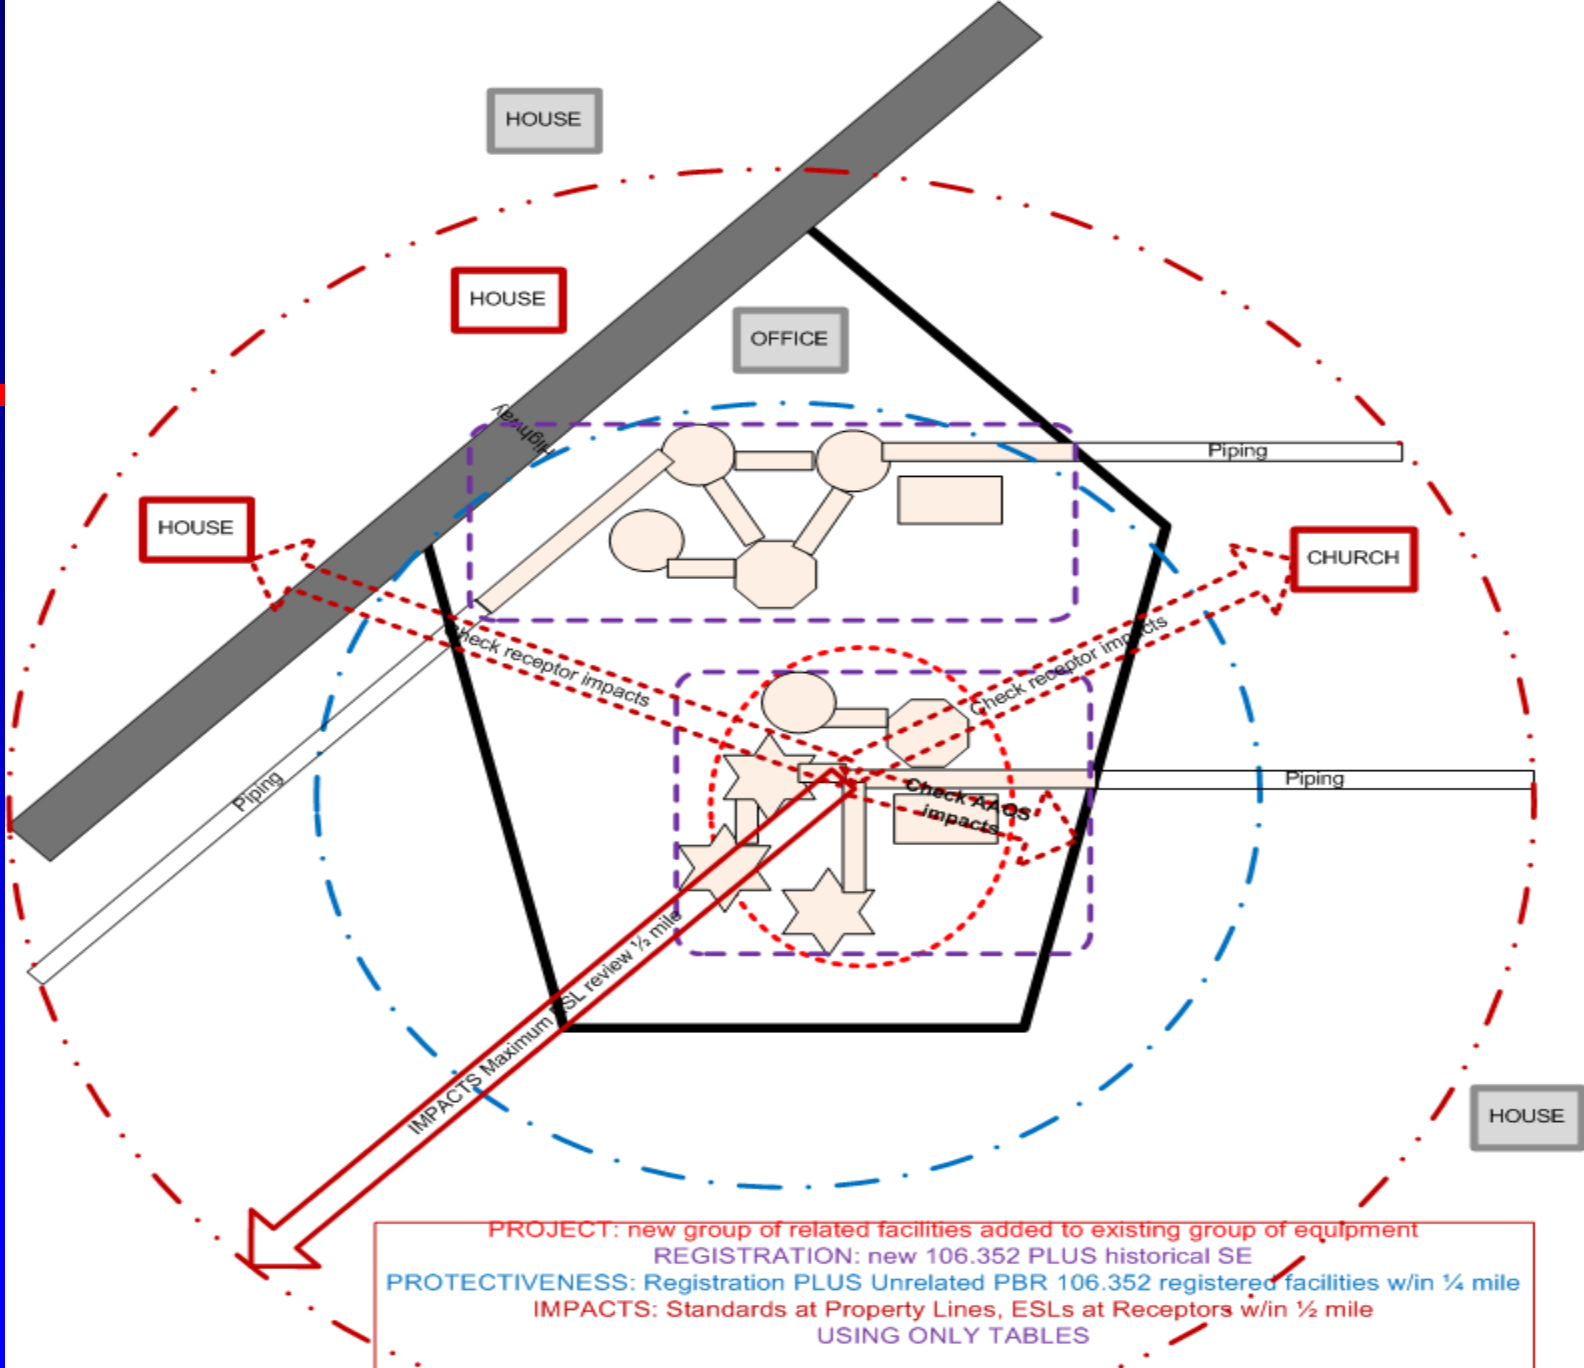 HOUSE
HOUSE
OFFICE
Highway
Piping
HOUSE
CHURCH
Check receptor impacts
Check receptor impacts
Piping
Piping
Check AAQS
impacts
IMPACTS Maximum ESL review ½ mile
HOUSE
PROJECT: new group of related facilities added to existing group of equipment
REGISTRATION: new 106.352 PLUS historical SE
PROTECTIVENESS: Registration PLUS Unrelated PBR 106.352 registered facilities w/in ¼ mile
IMPACTS: Standards at Property Lines, ESLs at Receptors w/in ½ mile
USING ONLY TABLES